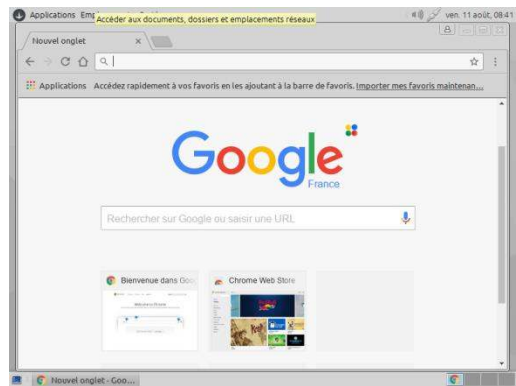 Applications Em
Accéder aux documents, dossiers et emplacements réseaux
ven. 11 août, 08:41
Nouvel onglet
Applications Accédez rapidement à vos favoris en les ajoutant à la barre de favoris. Importer mes favoris maintenan...
Google
France
Rechercher sur Google ou saisir une URL
Bienvenue dans Goo
Chrome Web Store
Nouvel onglet - Goo...